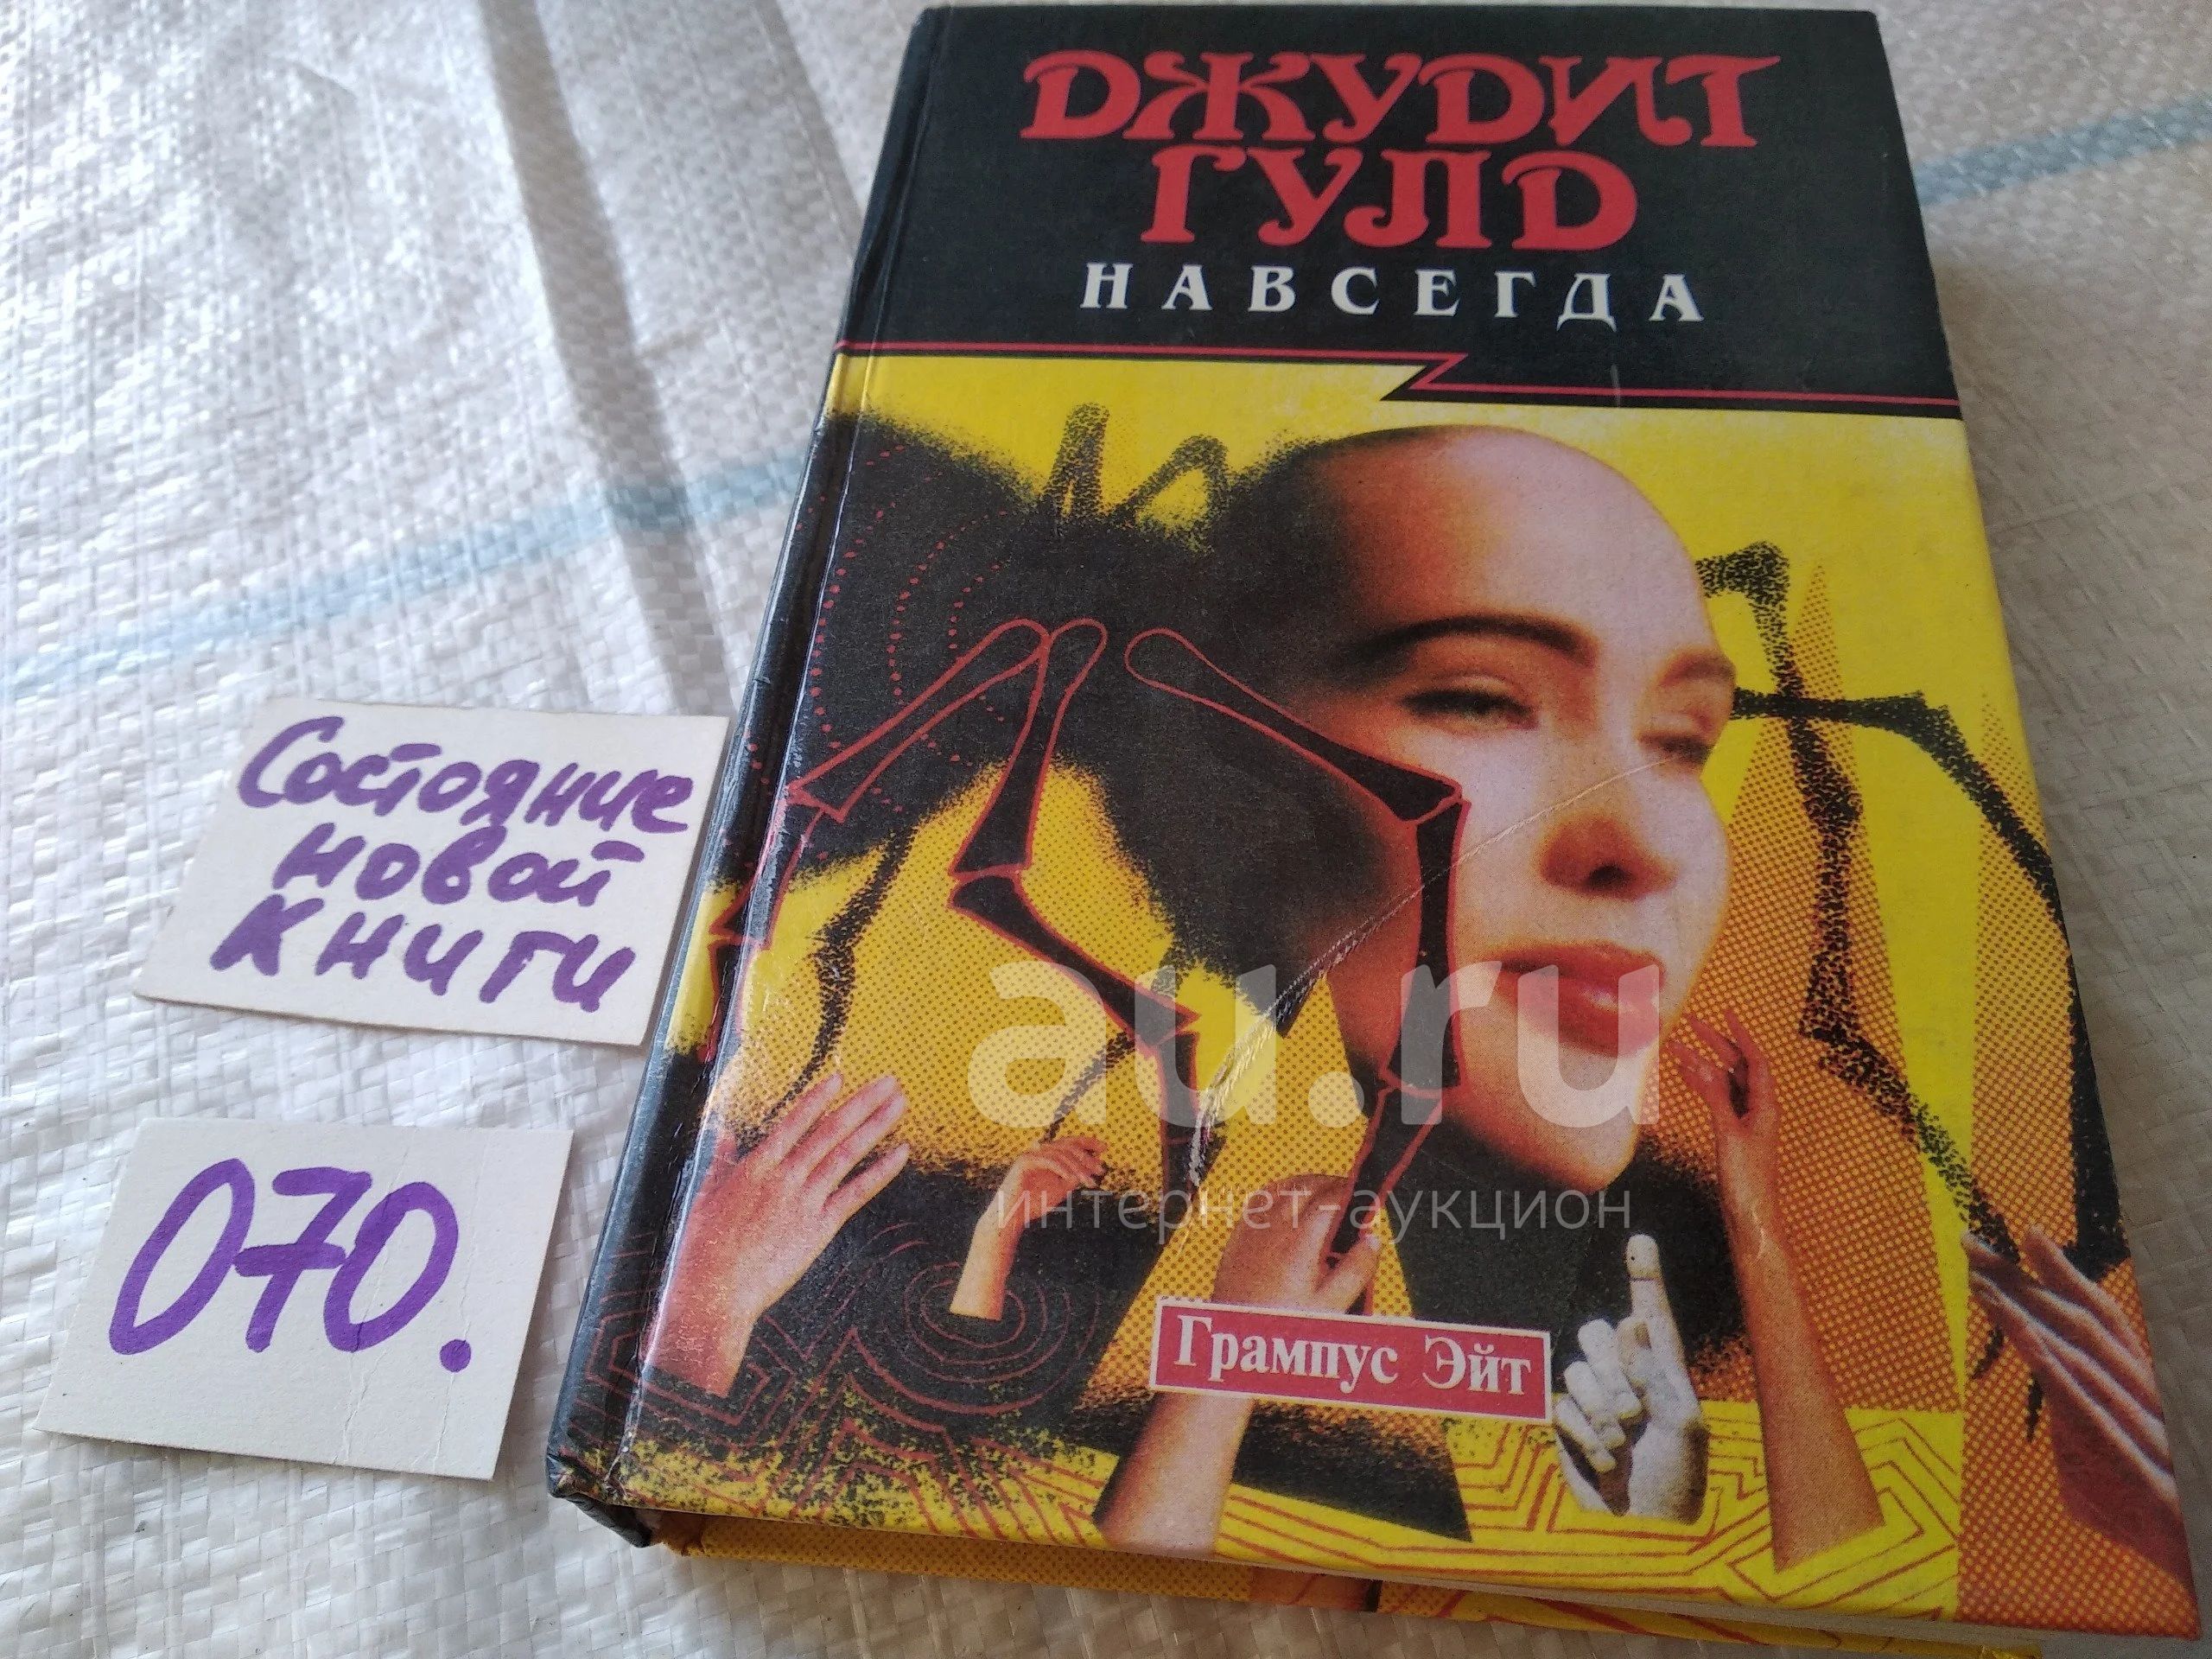 ДЖУДИТ
ГУЛД
НАВСЕГДА
Состояние
новой
книги
070.
au.ru
интернет-аукцион
Грампус Эйт